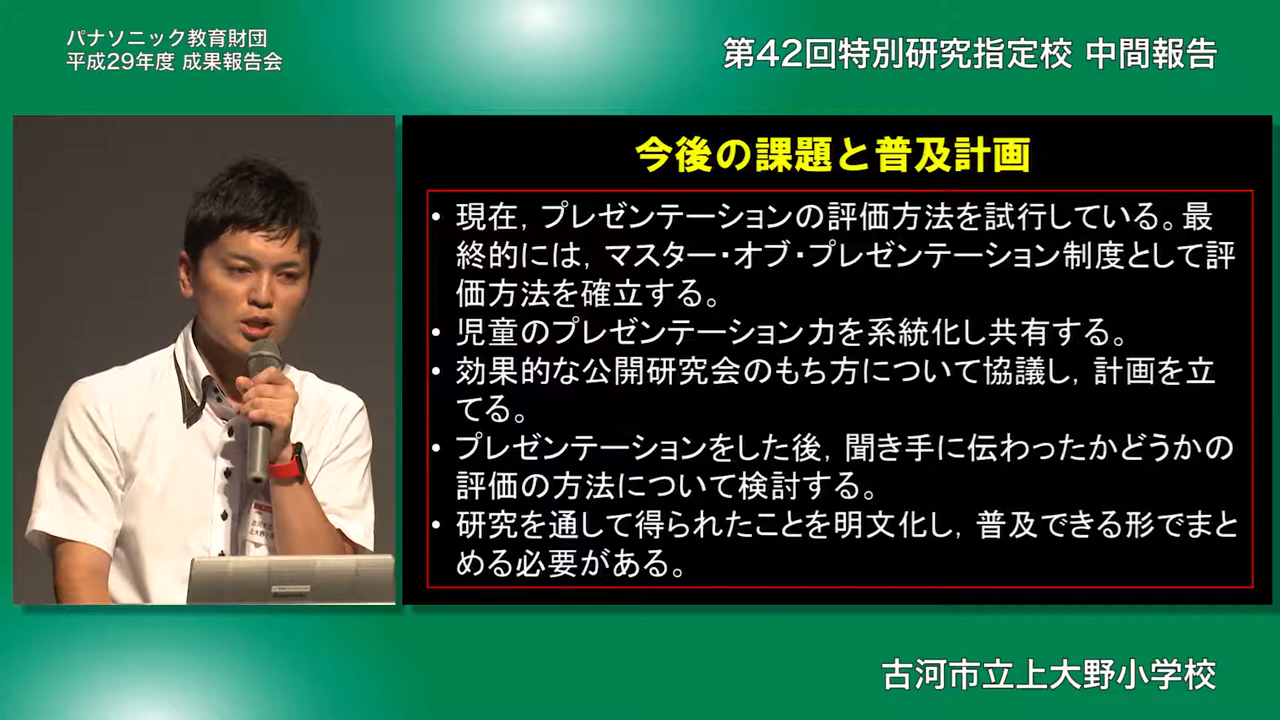 パナソニック教育財団
平成29年度 成果報告会
第42回特別研究指定校 中間報告
今後の課題と普及計画
• 現在，プレゼンテーションの評価方法を試行している。最
終的には，マスター・オブ・プレゼンテーション制度として評
価方法を確立する。
• 児童のプレゼンテーション力を系統化し共有する。
• 効果的な公開研究会のもち方について協議し，計画を立
てる。
• プレゼンテーションをした後，聞き手に伝わったかどうかの
評価の方法について検討する。
• 研究を通して得られたことを明文化し，普及できる形でまと
める必要がある。
古河市立上大野小学校